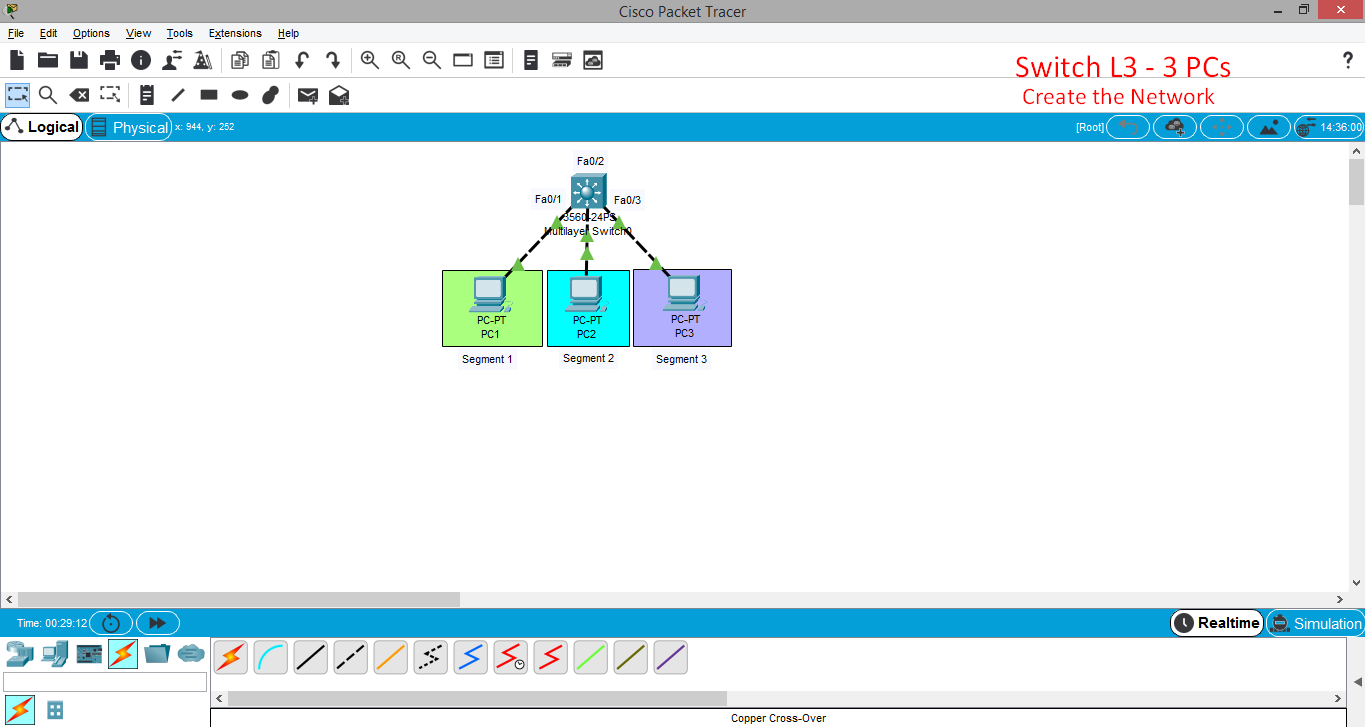 Cisco Packet Tracer
File Edit Options View Tools Extensions Help
Switch L3 - 3 PCs
Create the Network
?
Logical Physical x: 944, y: 252 [Root] 14:36:00
Fa0/2
Fa0/1 Fa0/3
3560-24PS
Multilayer Switch0
PC-PT PC-PT PC-PT
PC1 PC2 PC3
Segment 1 Segment 2 Segment 3
Time: 00:29:12 Realtime Simulation
Copper Cross-Over